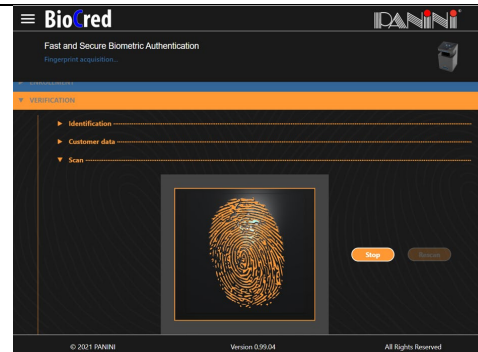 BioCred
PANINI
Fast and Secure Biometric Authentication
Fingerprint acquisition...
ENROLLMENT
VERIFICATION
Identification
Customer data
Scan
Stop
Remove
© 2021 PANINI
Version 0.99.04
All Rights Reserved